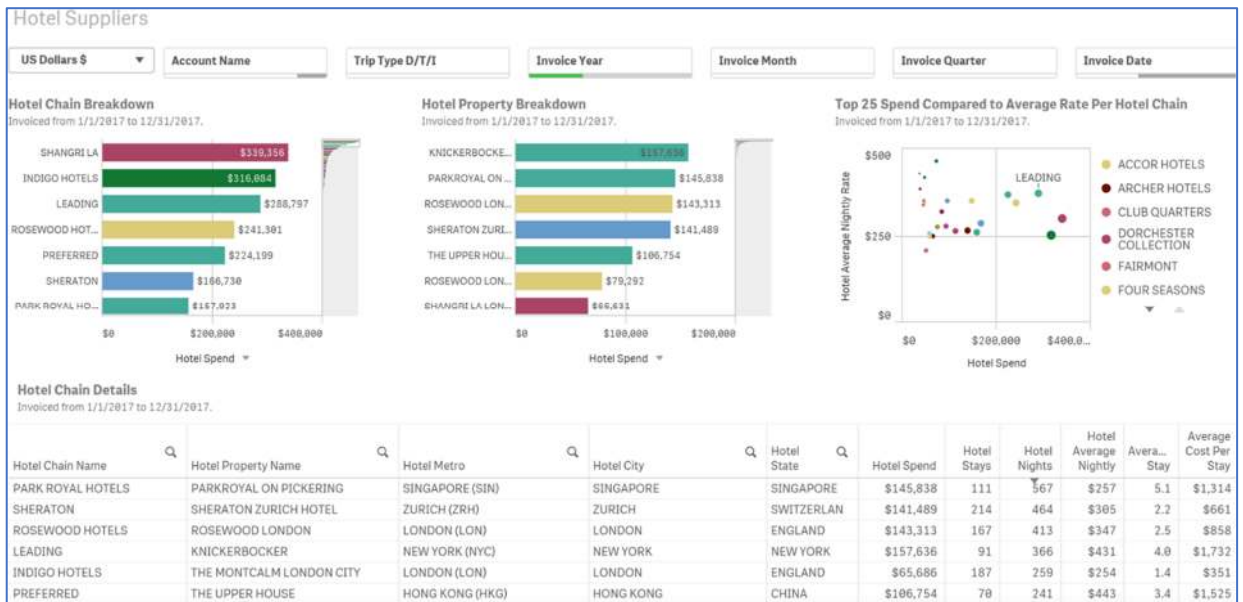 Hotel Suppliers
US Dollars $ Account Name Trip Type D/T/I Invoice Year Invoice Month Invoice Quarter Invoice Date
Hotel Chain Breakdown
Invoiced from 1/1/2017 to 12/31/2017.
SHANGRI LA $339,356
INDIGO HOTELS $316,084
LEADING $288,797
ROSEWOOD HOT... $241,301
PREFERRED $224,199
SHERATON $166,730
PARK ROYAL HO... $157,023
$0 $200,000 $400,000
Hotel Spend
Hotel Property Breakdown
Invoiced from 1/1/2017 to 12/31/2017.
KNICKERBOCKE... $157,636
PARKROYAL ON ... $145,838
ROSEWOOD LON... $143,313
SHERATON ZURI... $141,489
THE UPPER HOU... $106,754
ROSEWOOD LON... $79,292
SHANGRI LA LON... $66,631
$0 $100,000 $200,000
Hotel Spend
Top 25 Spend Compared to Average Rate Per Hotel Chain
Invoiced from 1/1/2017 to 12/31/2017.
Hotel Average Nightly Rate
$500
$250
$0
LEADING
$0 $200,000 $400,0...
Hotel Spend
ACCOR HOTELS
ARCHER HOTELS
CLUB QUARTERS
DORCHESTER
COLLECTION
FAIRMONT
FOUR SEASONS
Hotel Chain Details
Invoiced from 1/1/2017 to 12/31/2017.
Hotel Chain Name Hotel Property Name Hotel Metro Hotel City Hotel State Hotel Spend Hotel Stays Hotel Nights Hotel Average Nightly Avera... Stay Average Cost Per Stay
PARK ROYAL HOTELS PARKROYAL ON PICKERING SINGAPORE (SIN) SINGAPORE SINGAPORE $145,838 111 567 $257 5.1 $1,314
SHERATON SHERATON ZURICH HOTEL ZURICH (ZRH) ZURICH SWITZERLAN $141,489 214 464 $305 2.2 $661
ROSEWOOD HOTELS ROSEWOOD LONDON LONDON (LON) LONDON ENGLAND $143,313 167 413 $347 2.5 $858
LEADING KNICKERBOCKER NEW YORK (NYC) NEW YORK NEW YORK $157,636 91 366 $431 4.0 $1,732
INDIGO HOTELS THE MONTCALM LONDON CITY LONDON (LON) LONDON ENGLAND $65,686 187 259 $254 1.4 $351
PREFERRED THE UPPER HOUSE HONG KONG (HKG) HONG KONG CHINA $106,754 70 241 $443 3.4 $1,525